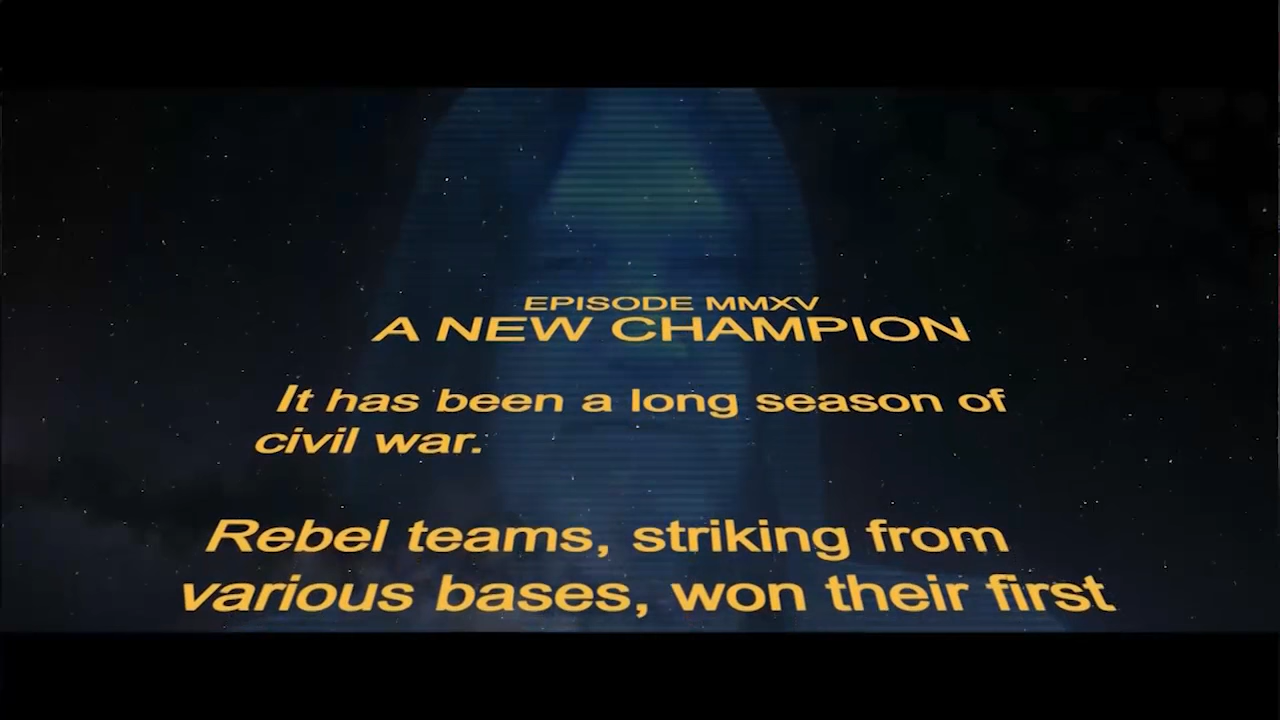 EPISODE MMXV
A NEW CHAMPION
It has been a long season of
civil war.
Rebel teams, striking from
various bases, won their first